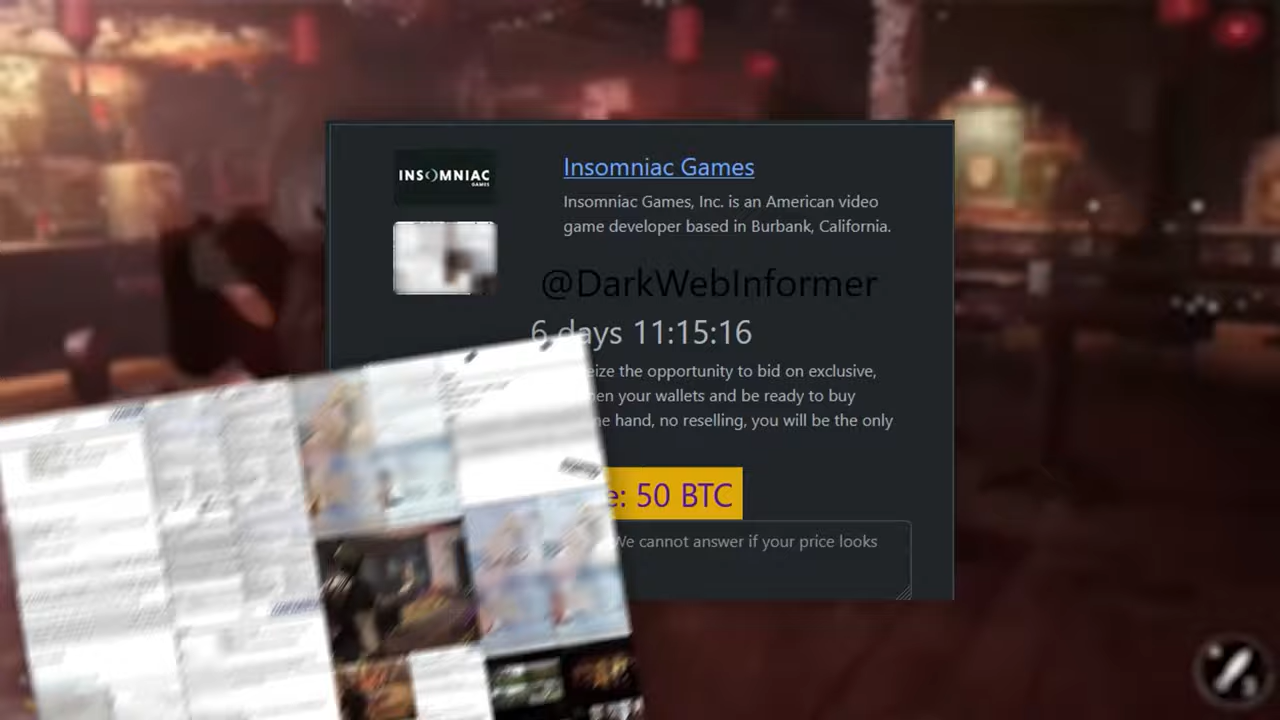 INSOMNIAC
GAMES
Insomniac Games
Insomniac Games, Inc. is an American video
game developer based in Burbank, California.
@DarkWebInformer
6 days 11:15:16
eize the opportunity to bid on exclusive,
en your wallets and be ready to buy
ne hand, no reselling, you will be the only
e: 50 BTC
We cannot answer if your price looks